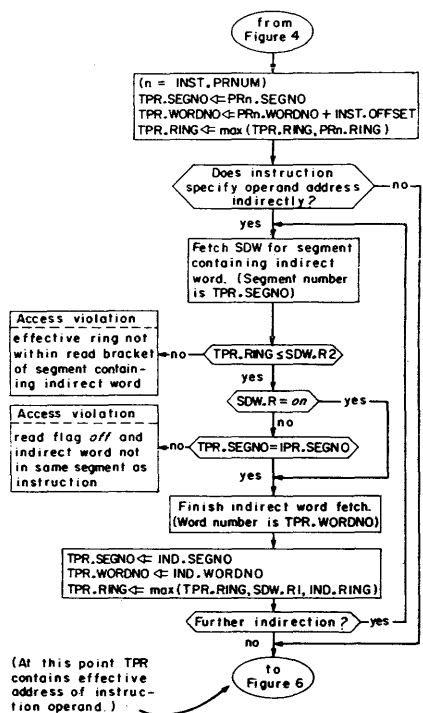 from
Figure 4
(n = INST.PRNUM)
TPR.SEGNO⇐PRn.SEGNO
TPR.WORDNO⇐PRn.WORDNO + INST.OFFSET
TPR.RING⇐ max (TPR.RING,PRn.RING)
Does instruction
specify operand address
indirectly?
no
yes
Fetch SDW for segment
containing indirect
word. (Segment number
is TPR.SEGNO)
Access violation
effective ring not
within read bracket
of segment contain-
ing indirect word
no
TPR.RING ≤ SDW.R2
yes
SDW.R = on
yes
no
Access violation
read flag off and
indirect word not
in same segment as
instruction
no
TPR.SEGNO=IPR.SEGNO
yes
Finish indirect word fetch.
(Word number is TPR.WORDNO)
TPR.SEGNO⇐ IND.SEGNO
TPR.WORDNO ⇐ IND.WORDNO
TPR.RING⇐ max(TPR.RING,SDW.R1,IND.RING)
Further indirection?
yes
no
(At this point TPR
contains effective
address of instruc-
tion operand.)
to
Figure 6